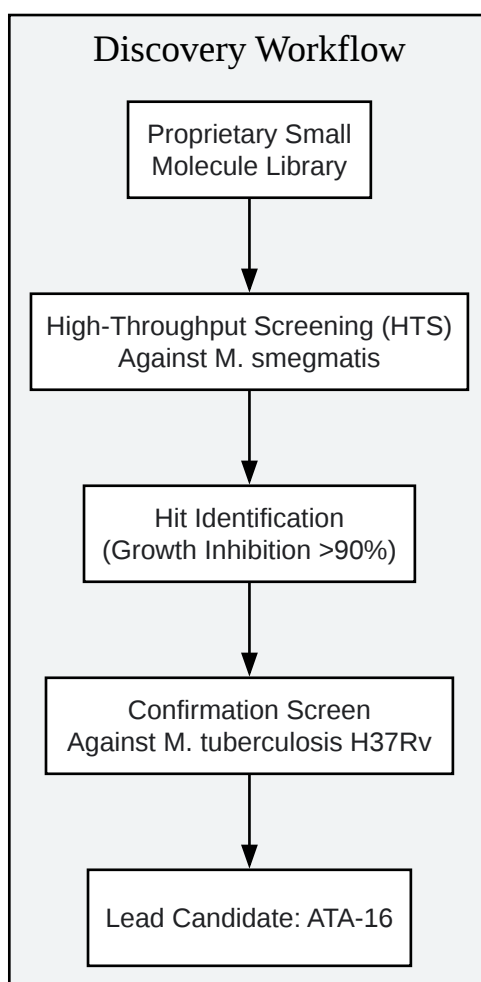 Discovery Workflow
Proprietary Small
Molecule Library
High-Throughput Screening (HTS)
Against M. smegmatis
Hit Identification
(Growth Inhibition >90%)
Confirmation Screen
Against M. tuberculosis H37Rv
Lead Candidate: ATA-16